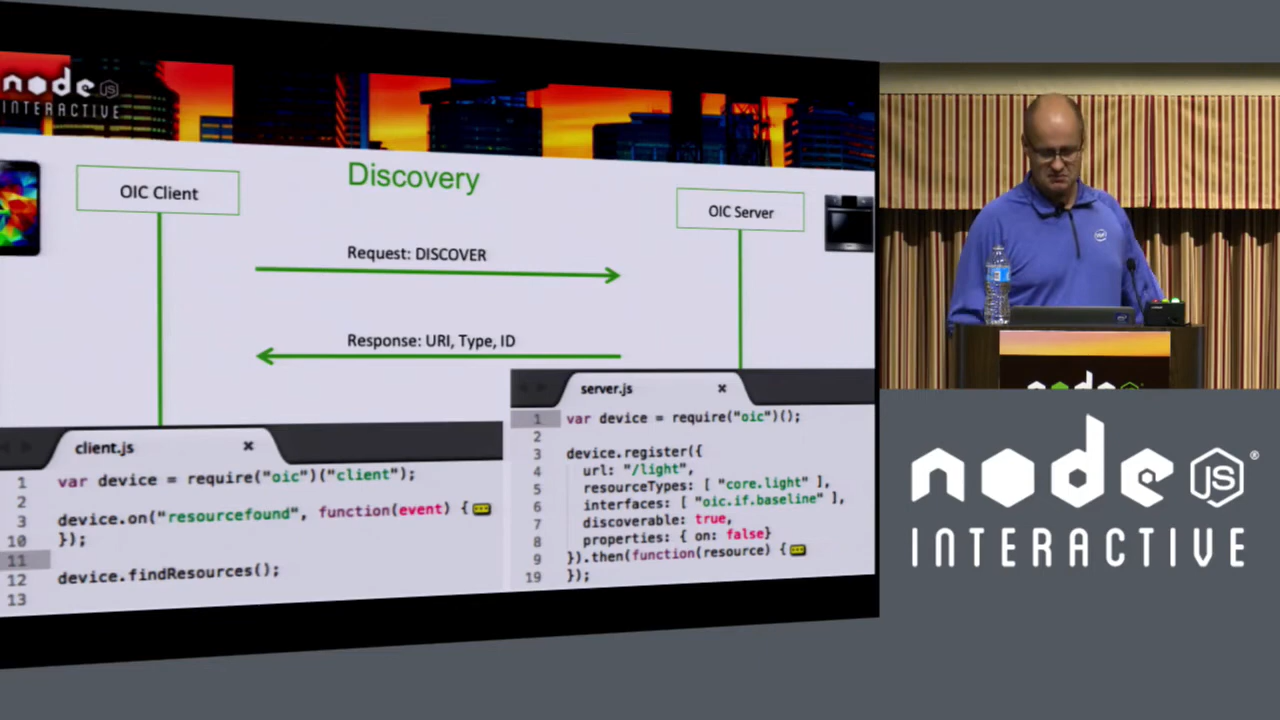 node JS
INTERACTIVE
Discovery
OIC Client
OIC Server
Request: DISCOVER
Response: URI, Type, ID
client.js ×
1 var device = require("oic")("client");
2
3 device.on("resourcefound", function(event) {
10 });
11
12 device.findResources();
13
server.js ×
1 var device = require("oic")();
2
3 device.register({
4 url: "/light",
5 resourceTypes: [ "core.light" ],
6 interfaces: [ "oic.if.baseline" ],
7 discoverable: true,
8 properties: { on: false}
9 }).then(function(resource) {
19 });
node
node JS ®
INTERACTIVE